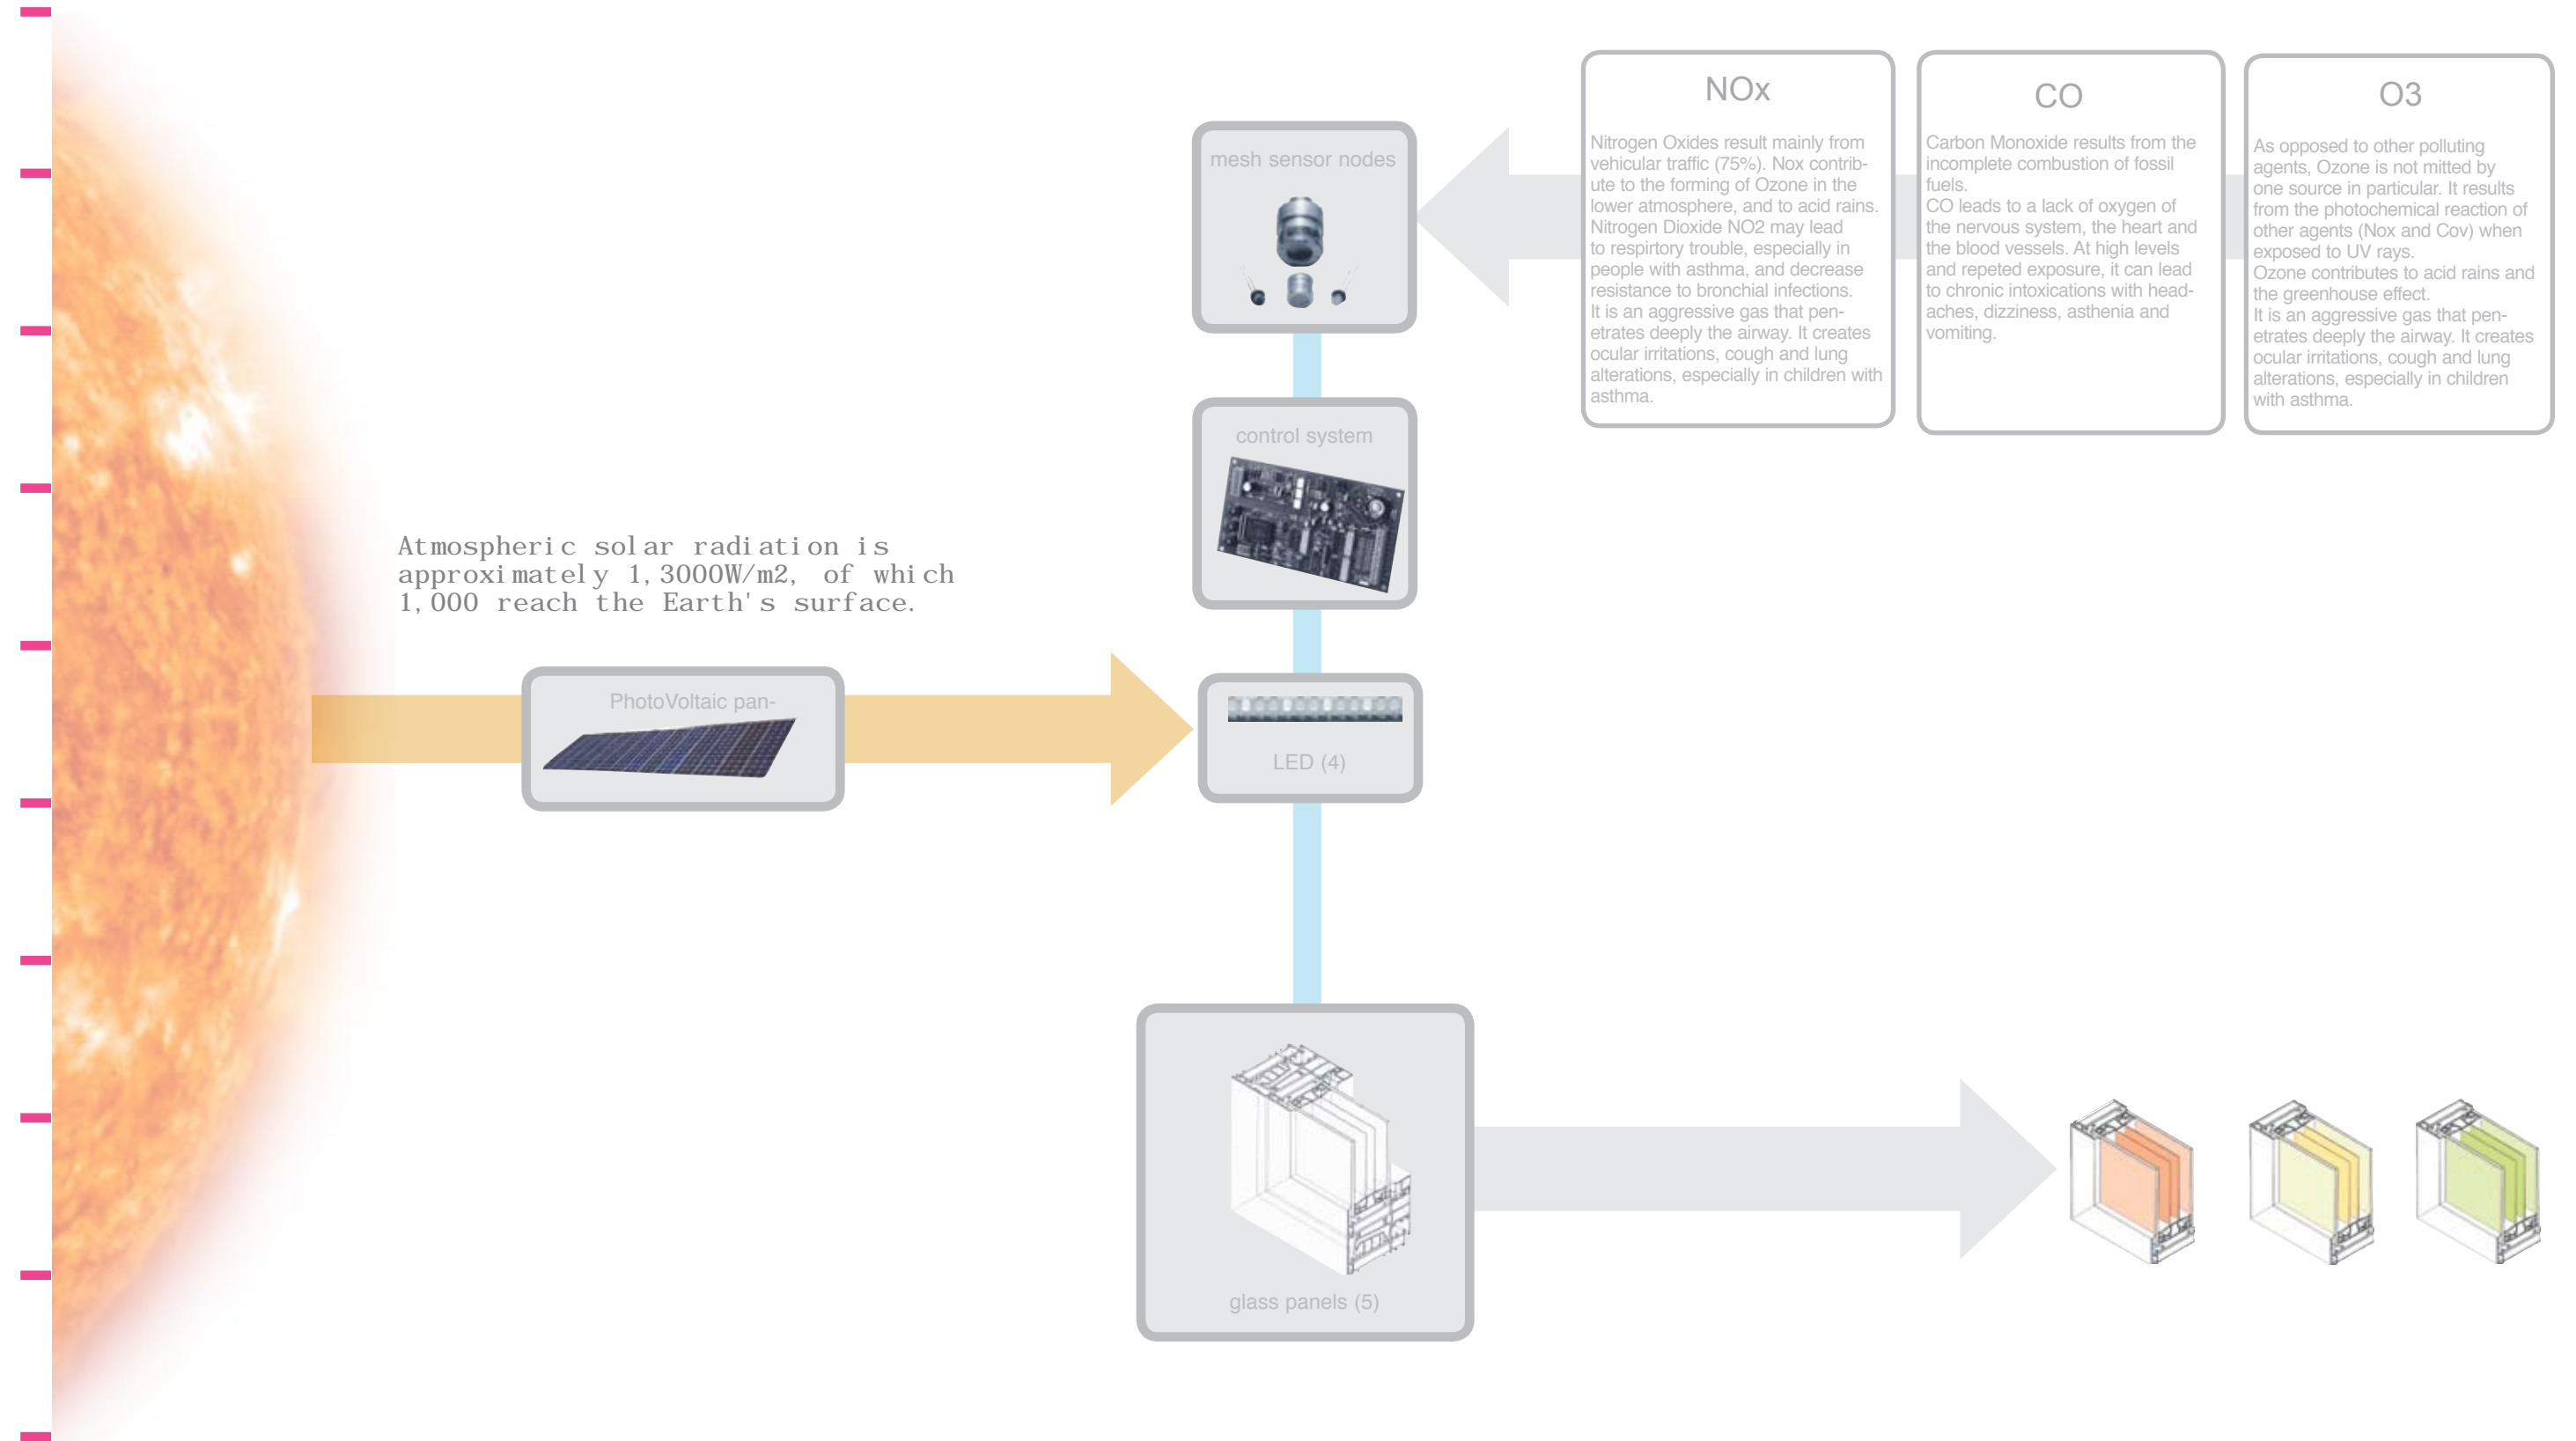 NOx
Nitrogen Oxides result mainly from
vehicular traffic (75%). Nox contrib-
ute to the forming of Ozone in the
lower atmosphere, and to acid rains.
Nitrogen Dioxide NO2 may lead
to respirtory trouble, especially in
people with asthma, and decrease
resistance to bronchial infections.
It is an aggressive gas that pen-
etrates deeply the airway. It creates
ocular irritations, cough and lung
alterations, especially in children with
asthma.
CO
Carbon Monoxide results from the
incomplete combustion of fossil
fuels.
CO leads to a lack of oxygen of
the nervous system, the heart and
the blood vessels. At high levels
and repeted exposure, it can lead
to chronic intoxications with head-
aches, dizziness, asthenia and
vomiting.
O3
As opposed to other polluting
agents, Ozone is not mitted by
one source in particular. It results
from the photochemical reaction of
other agents (Nox and Cov) when
exposed to UV rays.
Ozone contributes to acid rains and
the greenhouse effect.
It is an aggressive gas that pen-
etrates deeply the airway. It creates
ocular irritations, cough and lung
alterations, especially in children
with asthma.
mesh sensor nodes
control system
Atmospheric solar radiation is
approximately 1,3000W/m2, of which
1,000 reach the Earth's surface.
PhotoVoltaic pan-
LED (4)
glass panels (5)